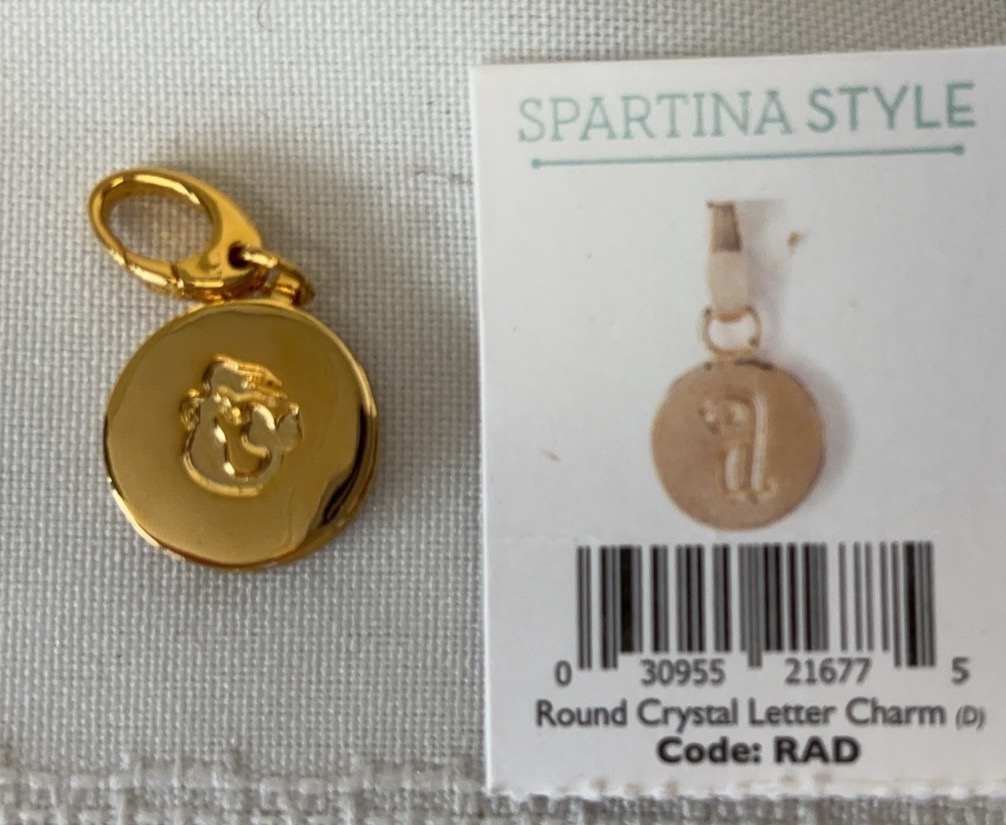 SPARTINA STYLE
a
0 30955 21677 5
Round Crystal Letter Charm (D)
Code: RAD